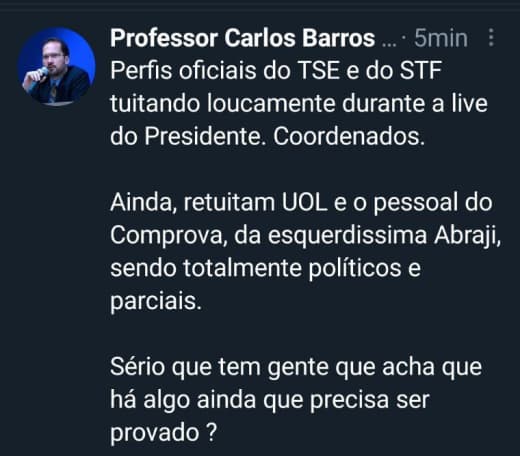 Professor Carlos Barros ... · 5min
Perfis oficiais do TSE e do STF
tuitando loucamente durante a live
do Presidente. Coordenados.
Ainda, retuitam UOL e o pessoal do
Comprova, da esquerdissima Abraji,
sendo totalmente políticos e
parciais.
Sério que tem gente que acha que
há algo ainda que precisa ser
provado ?